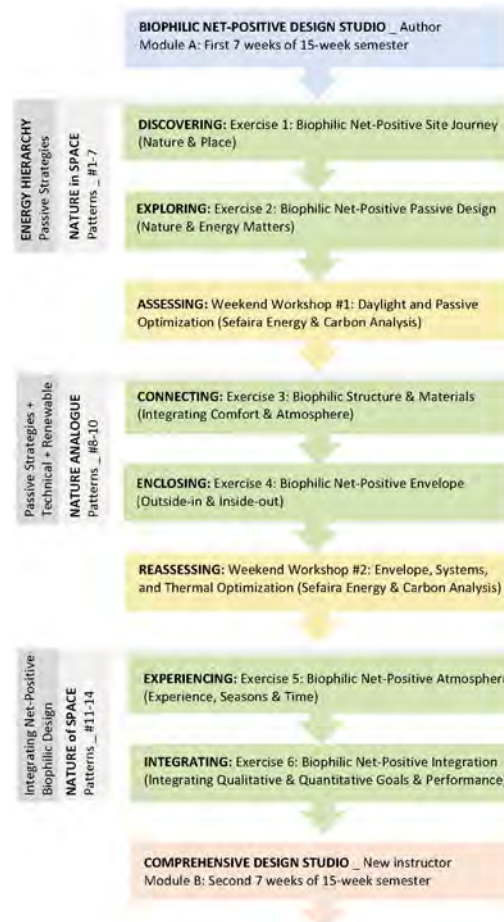 BIOPHILIC NET-POSITIVE DESIGN STUDIO _ Author
Module A: First 7 weeks of 15-week semester
ENERGY HIERARCHY
Passive Strategies
NATURE in SPACE
Patterns _ #1-7
DISCOVERING: Exercise 1: Biophilic Net-Positive Site Journey
(Nature & Place)
EXPLORING: Exercise 2: Biophilic Net-Positive Passive Design
(Nature & Energy Matters)
ASSESSING: Weekend Workshop #1: Daylight and Passive
Optimization (Sefaira Energy & Carbon Analysis)
Passive Strategies +
Technical + Renewable
NATURE ANALOGUE
Patterns _ #8-10
CONNECTING: Exercise 3: Biophilic Structure & Materials
(Integrating Comfort & Atmosphere)
ENCLOSING: Exercise 4: Biophilic Net-Positive Envelope
(Outside-in & Inside-out)
REASSESSING: Weekend Workshop #2: Envelope, Systems,
and Thermal Optimization (Sefaira Energy & Carbon Analysis)
Integrating Net-Positive
Biophilic Design
NATURE of SPACE
Patterns _ #11-14
EXPERIENCING: Exercise 5: Biophilic Net-Positive Atmosphere
(Experience, Seasons & Time)
INTEGRATING: Exercise 6: Biophilic Net-Positive Integration
(Integrating Qualitative & Quantitative Goals & Performance
COMPREHENSIVE DESIGN STUDIO _ New instructor
Module B: Second 7 weeks of 15-week semester